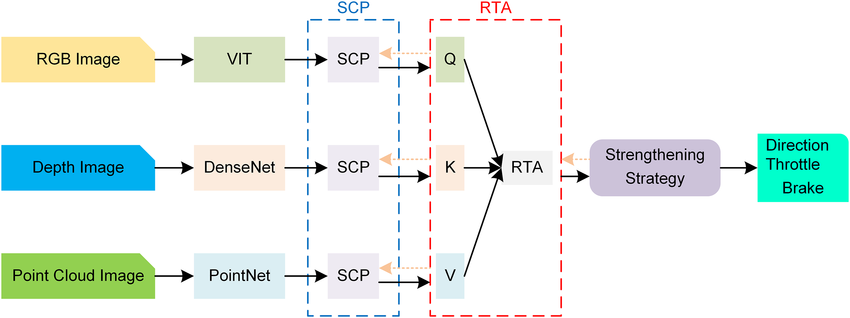 SCP
RTA
RGB Image
VIT
SCP
Q
Depth Image
DenseNet
SCP
K
RTA
Strengthening
Strategy
Direction
Throttle
Brake
Point Cloud Image
PointNet
SCP
V